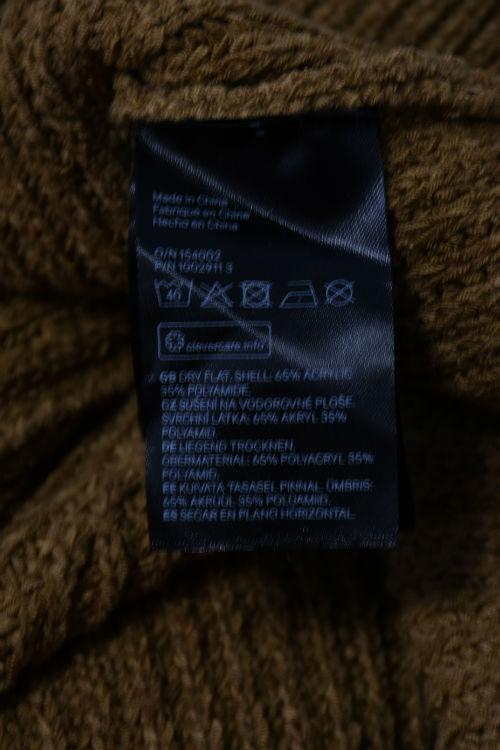 Made in China
Fabriqué en Chine
Hecho en China
O/N 156002
P/N 1002911 3
40
clevercare.info
GB DRY FLAT. SHELL: 65% ACRYLIC
35% POLYAMIDE.
CZ SUŠENÍ NA VODOROVNÉ PLOŠE.
SVRCHNÍ LÁTKA: 65% AKRYL 35%
POLYAMID.
DE LIEGEND TROCKNEN.
OBERMATERIAL: 65% POLYACRYL 35%
POLYAMID.
EE KUIVATA TASASEL PINNAL. ÜMBRIS:
65% AKRÜÜL 35% POLÜAMIID.
ES SECAR EN PLANO HORIZONTAL.